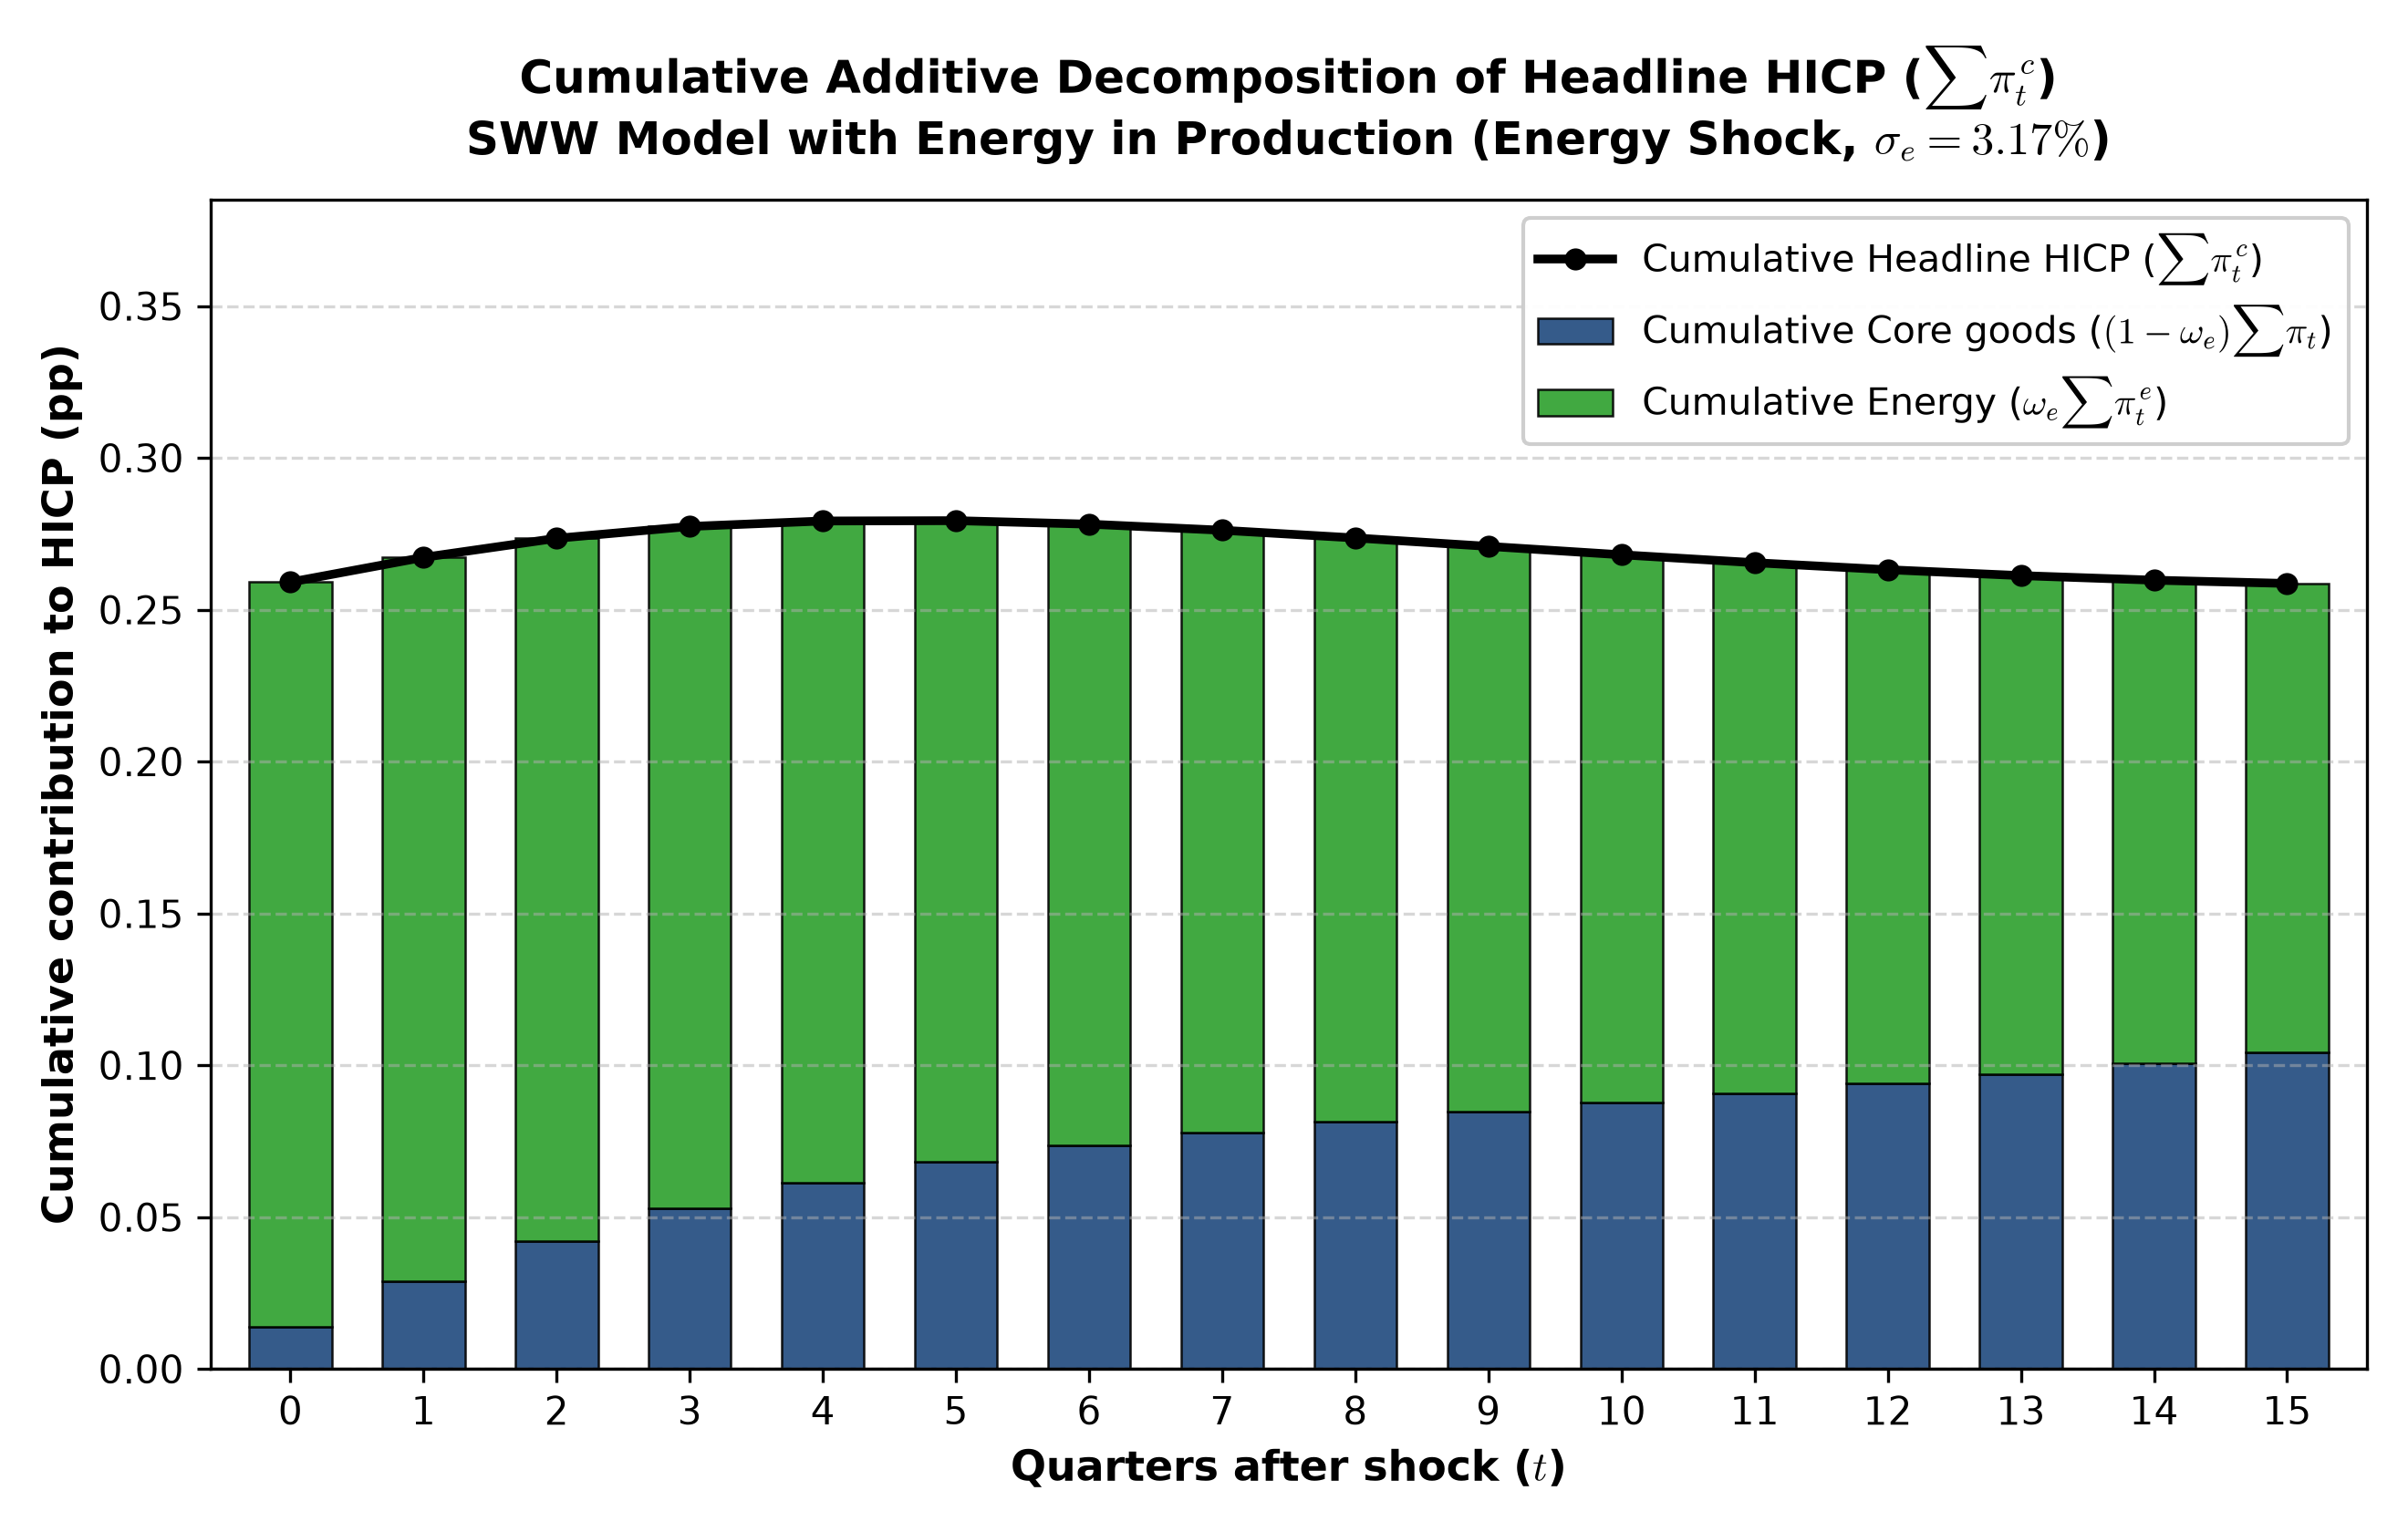 Cumulative Additive Decomposition of Headline HICP (∑π_t^c)
SWW Model with Energy in Production (Energy Shock, σ_e = 3.17%)
Cumulative contribution to HICP (pp)
Cumulative Headline HICP (∑π_t^c)
Cumulative Core goods ((1 − ω_e)∑π_t)
Cumulative Energy (ω_e∑π_t^e)
0.35
0.30
0.25
0.20
0.15
0.10
0.05
0.00
0 1 2 3 4 5 6 7 8 9 10 11 12 13 14 15
Quarters after shock (t)